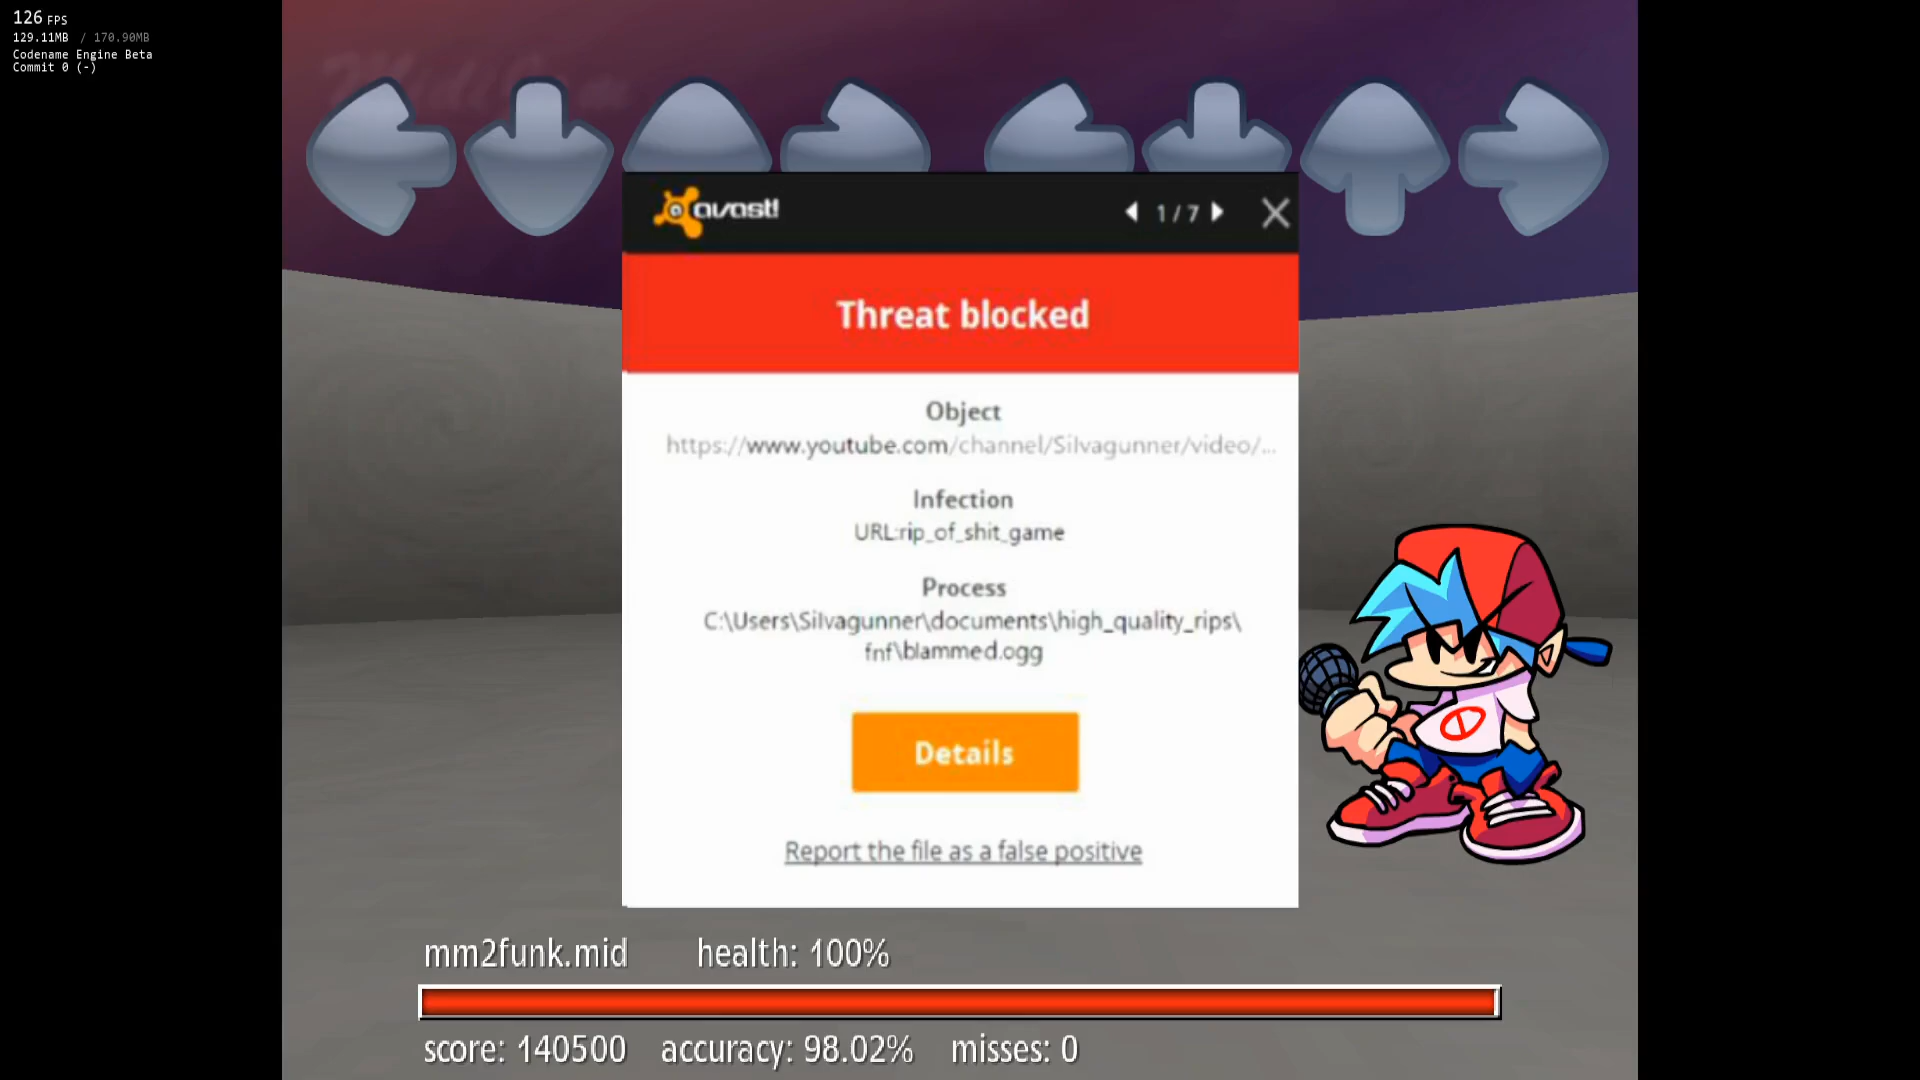 126 FPS
129.11MB / 170.90MB
Codename Engine Beta
Commit 0 (-)
avast!
1 / 7
Threat blocked
Object
https://www.youtube.com/channel/Silvagunner/video/...
Infection
URL:rip_of_shit_game
Process
C:\Users\Silvagunner\documents\high_quality_rips\
fnf\blammed.ogg
Details
Report the file as a false positive
mm2funk.mid health: 100%
score: 140500 accuracy: 98.02% misses: 0